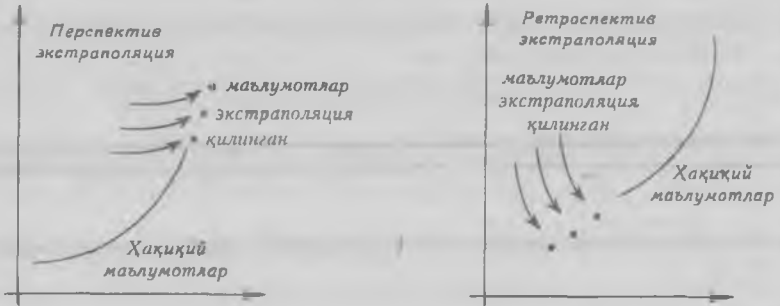 Перспектив
экстраполяция
маълумотлар
экстраполяция
қилинган
Ҳақиқий
маълумотлар
Ретроспектив
экстраполяция
маълумотлар
экстраполяция
қилинган
Ҳақиқий
маълумотлар